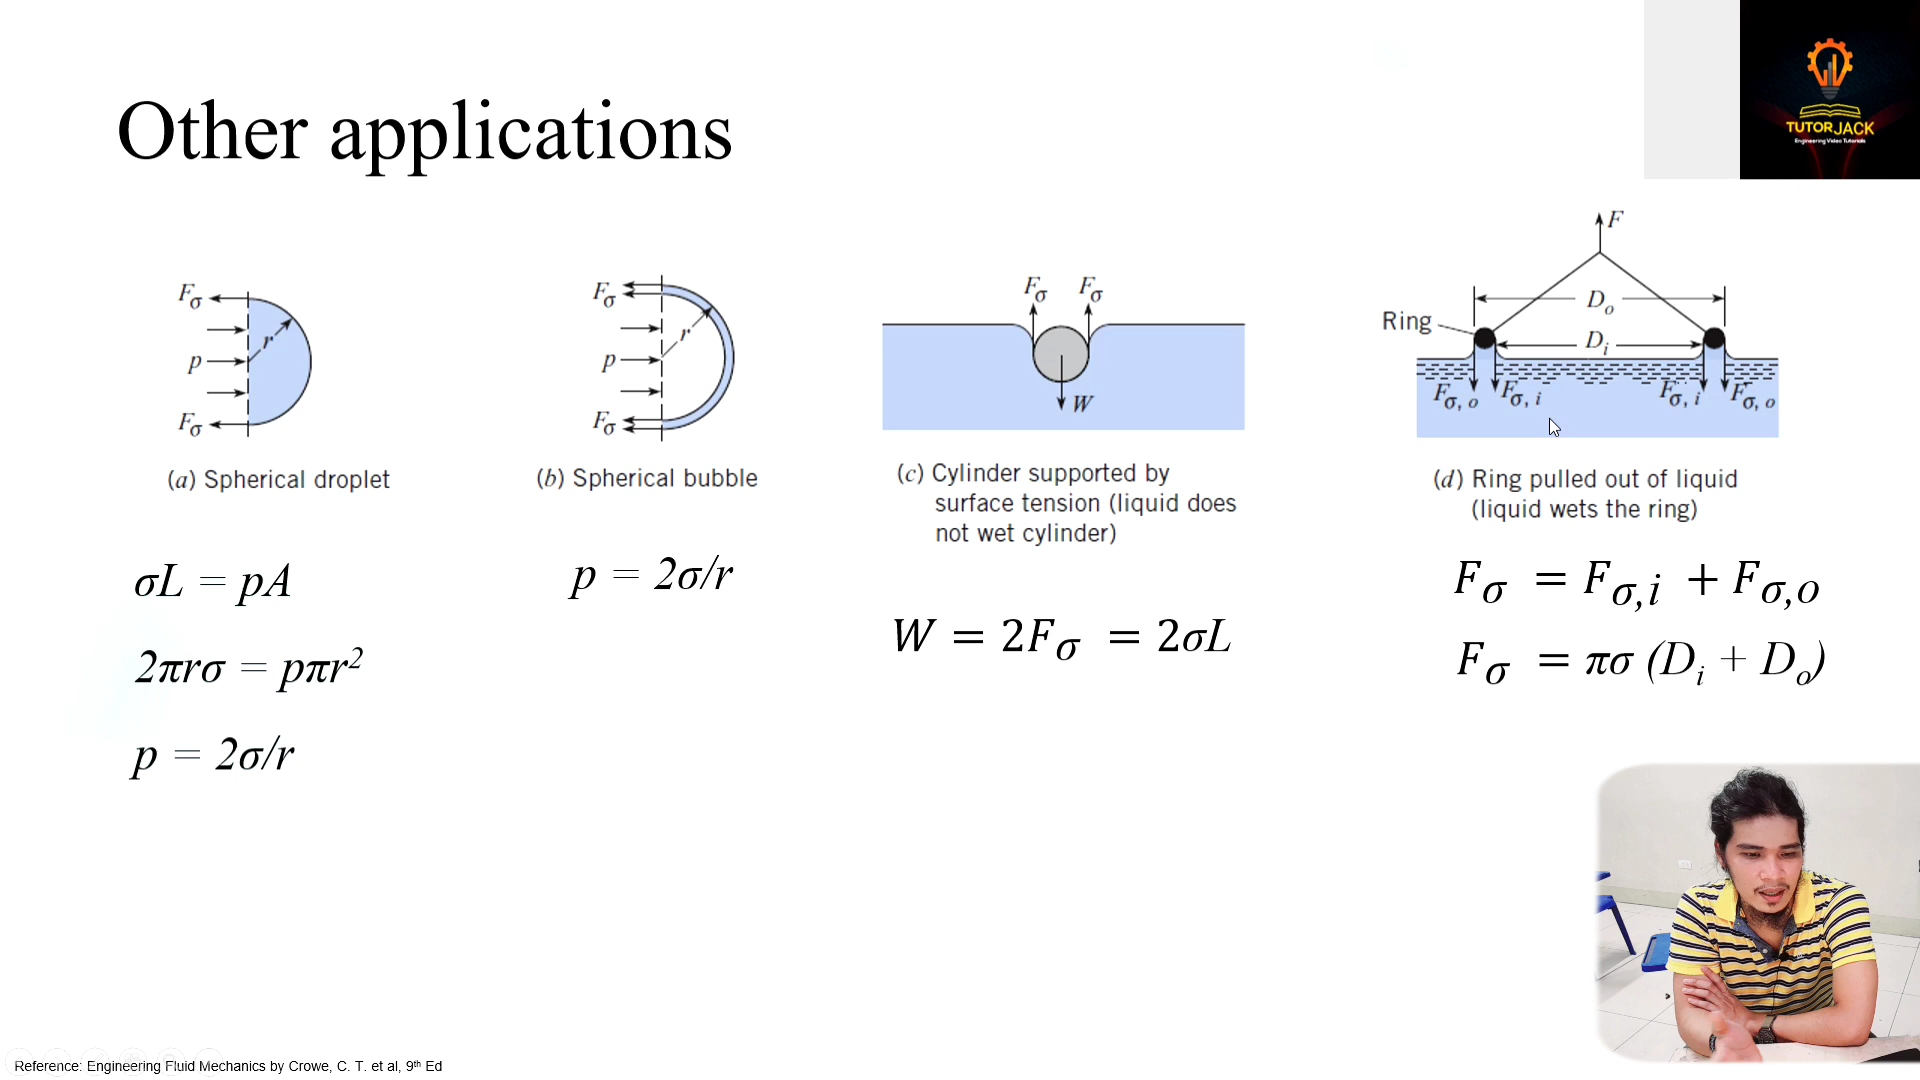 Other applications
TUTORJACK
Engineering Video Tutorials
Fσ
p
r
Fσ
(a) Spherical droplet
σL = pA
2πrσ = pπr²
p = 2σ/r
Fσ
p
r
Fσ
(b) Spherical bubble
p = 2σ/r
Fσ Fσ
W
(c) Cylinder supported by
surface tension (liquid does
not wet cylinder)
W = 2Fσ = 2σL
F
Do
Ring
Di
Fσ, o Fσ, i Fσ, i Fσ, o
(d) Ring pulled out of liquid
(liquid wets the ring)
Fσ = Fσ,i + Fσ,o
Fσ = πσ (Di + Do)
Reference: Engineering Fluid Mechanics by Crowe, C. T. et al, 9th Ed